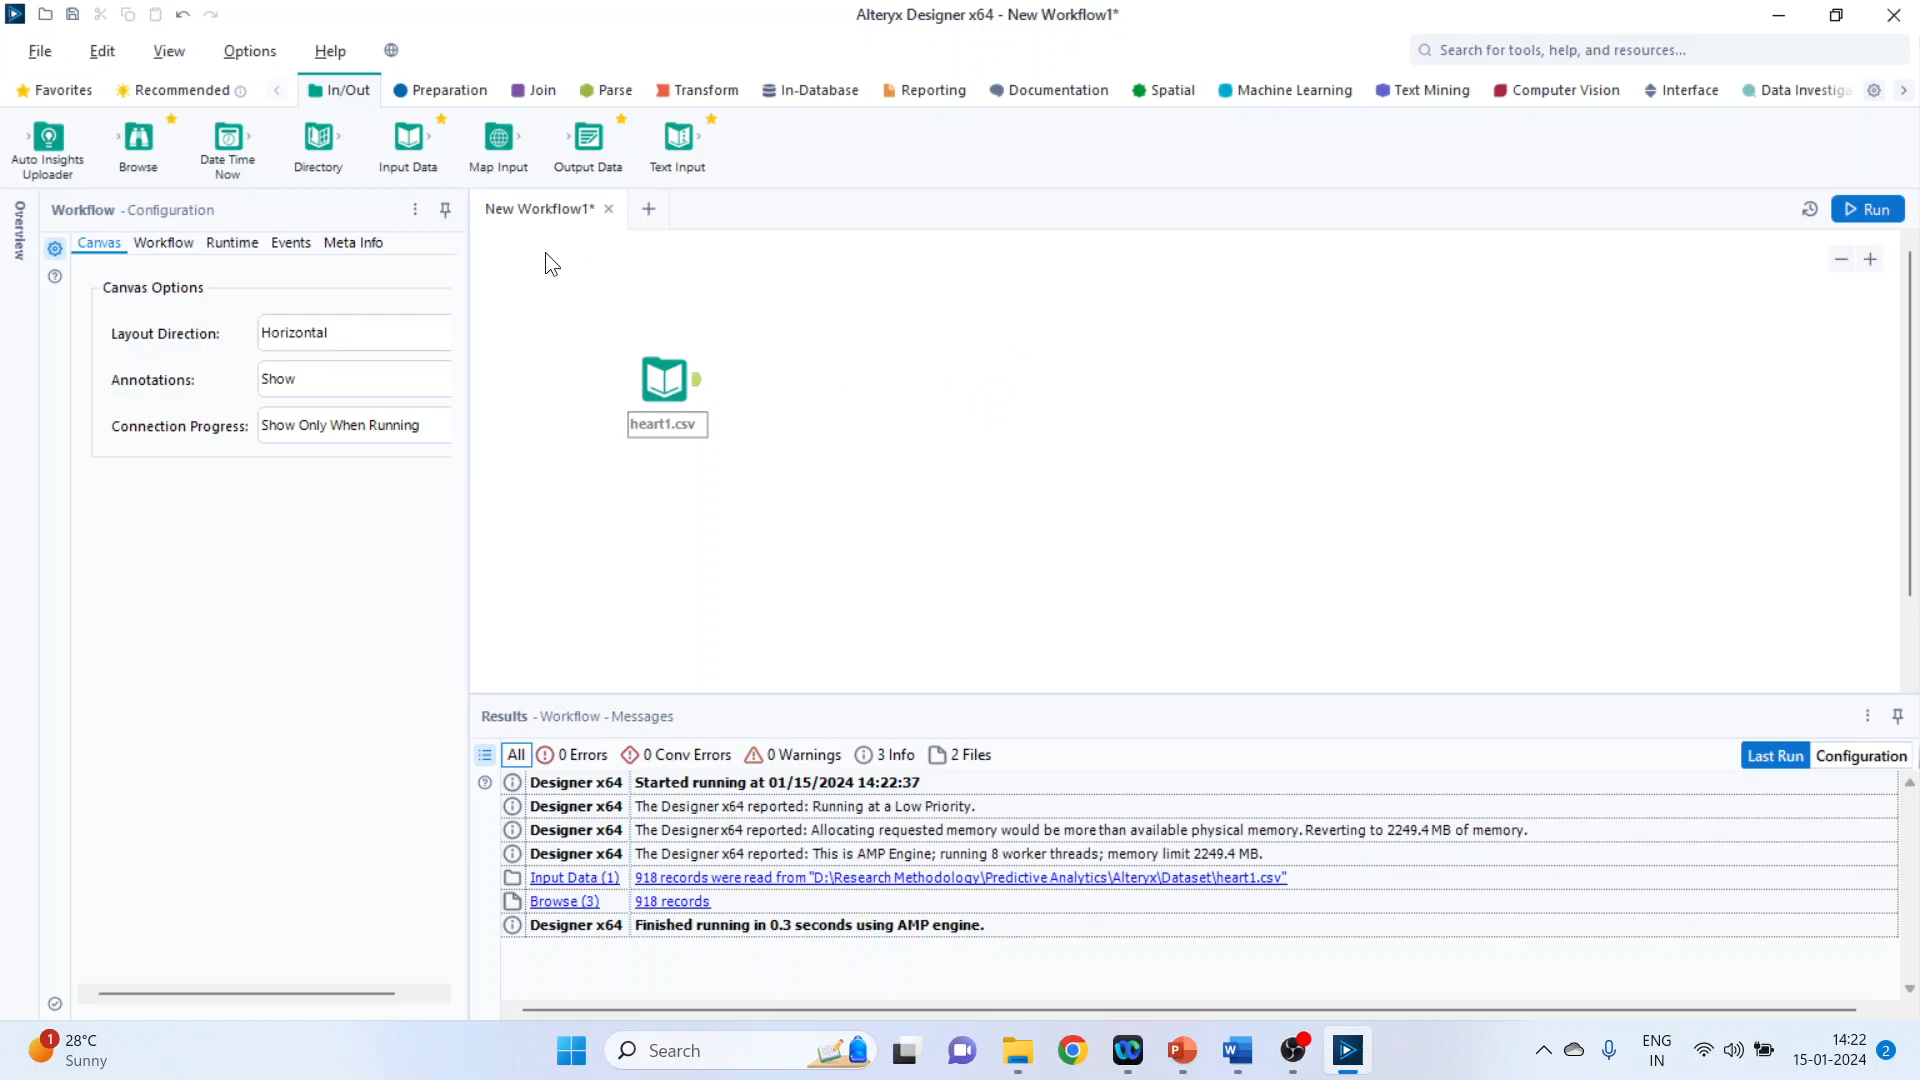 Alteryx Designer x64 - New Workflow1*
File Edit View Options Help
Search for tools, help, and resources...
Favorites Recommended In/Out Preparation Join Parse Transform In-Database Reporting Documentation Spatial Machine Learning Text Mining Computer Vision Interface Data Investiga
Auto Insights
Uploader
Browse
Date Time
Now
Directory
Input Data
Map Input
Output Data
Text Input
Overview
Workflow - Configuration
New Workflow1*
Run
Canvas Workflow Runtime Events Meta Info
Canvas Options
Layout Direction: Horizontal
Annotations: Show
Connection Progress: Show Only When Running
heart1.csv
Results - Workflow - Messages
All 0 Errors 0 Conv Errors 0 Warnings 3 Info 2 Files
Last Run Configuration
Designer x64 Started running at 01/15/2024 14:22:37
Designer x64 The Designer x64 reported: Running at a Low Priority.
Designer x64 The Designer x64 reported: Allocating requested memory would be more than available physical memory. Reverting to 2249.4 MB of memory.
Designer x64 The Designer x64 reported: This is AMP Engine; running 8 worker threads; memory limit 2249.4 MB.
Input Data (1) 918 records were read from "D:\Research Methodology\Predictive Analytics\Alteryx\Dataset\heart1.csv"
Browse (3) 918 records
Designer x64 Finished running in 0.3 seconds using AMP engine.
1
28°C
Sunny
Search
ENG
IN
14:22
15-01-2024
2